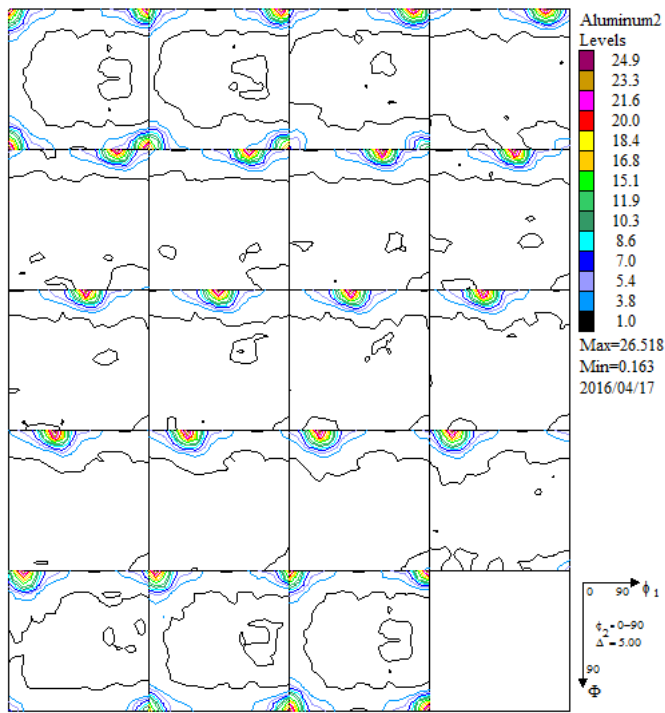 Aluminum2
Levels
24.9
23.3
21.6
20.0
18.4
16.8
15.1
11.9
10.3
8.6
7.0
5.4
3.8
1.0
Max=26.518
Min=0.163
2016/04/17
0 90 ϕ1
ϕ2=0-90
Δ=5.00
90
Φ